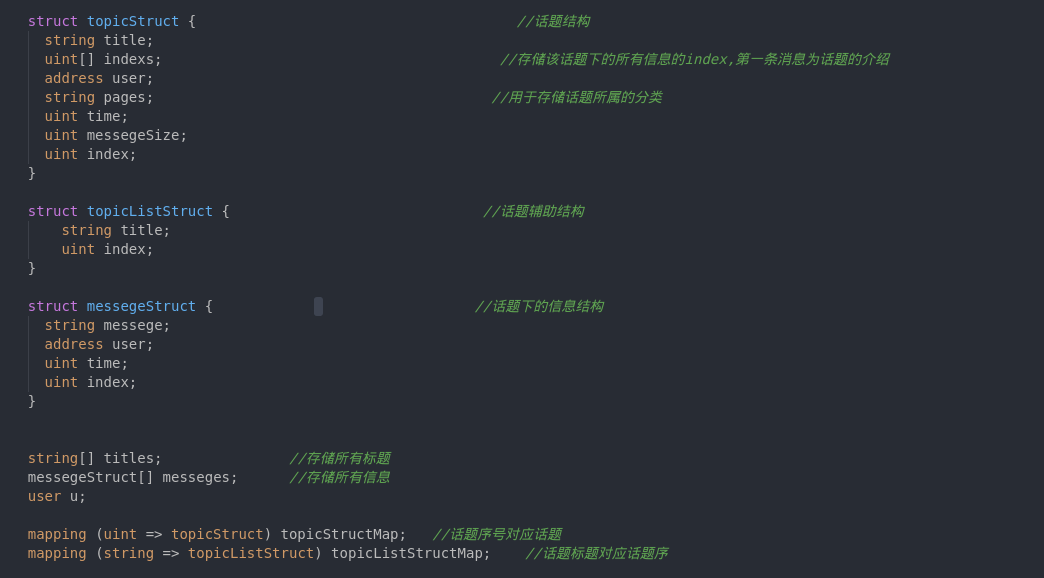 struct topicStruct { //话题结构
string title;
uint[] indexs; //存储该话题下的所有信息的index,第一条消息为话题的介绍
address user;
string pages; //用于存储话题所属的分类
uint time;
uint messegeSize;
uint index;
}
struct topicListStruct { //话题辅助结构
string title;
uint index;
}
struct messegeStruct { //话题下的信息结构
string messege;
address user;
uint time;
uint index;
}
string[] titles; //存储所有标题
messegeStruct[] messeges; //存储所有信息
user u;
mapping (uint => topicStruct) topicStructMap; //话题序号对应话题
mapping (string => topicListStruct) topicListStructMap; //话题标题对应话题序